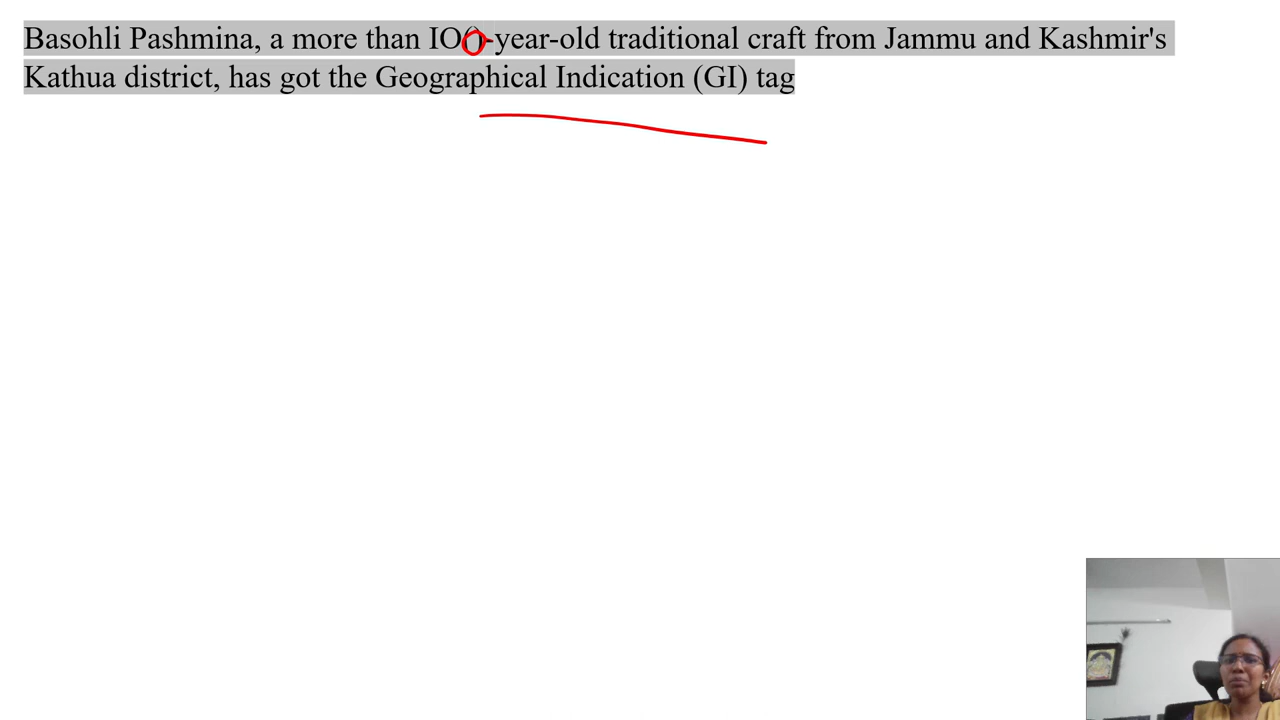 Basohli Pashmina, a more than IO()-year-old traditional craft from Jammu and Kashmir's
Kathua district, has got the Geographical Indication (GI) tag